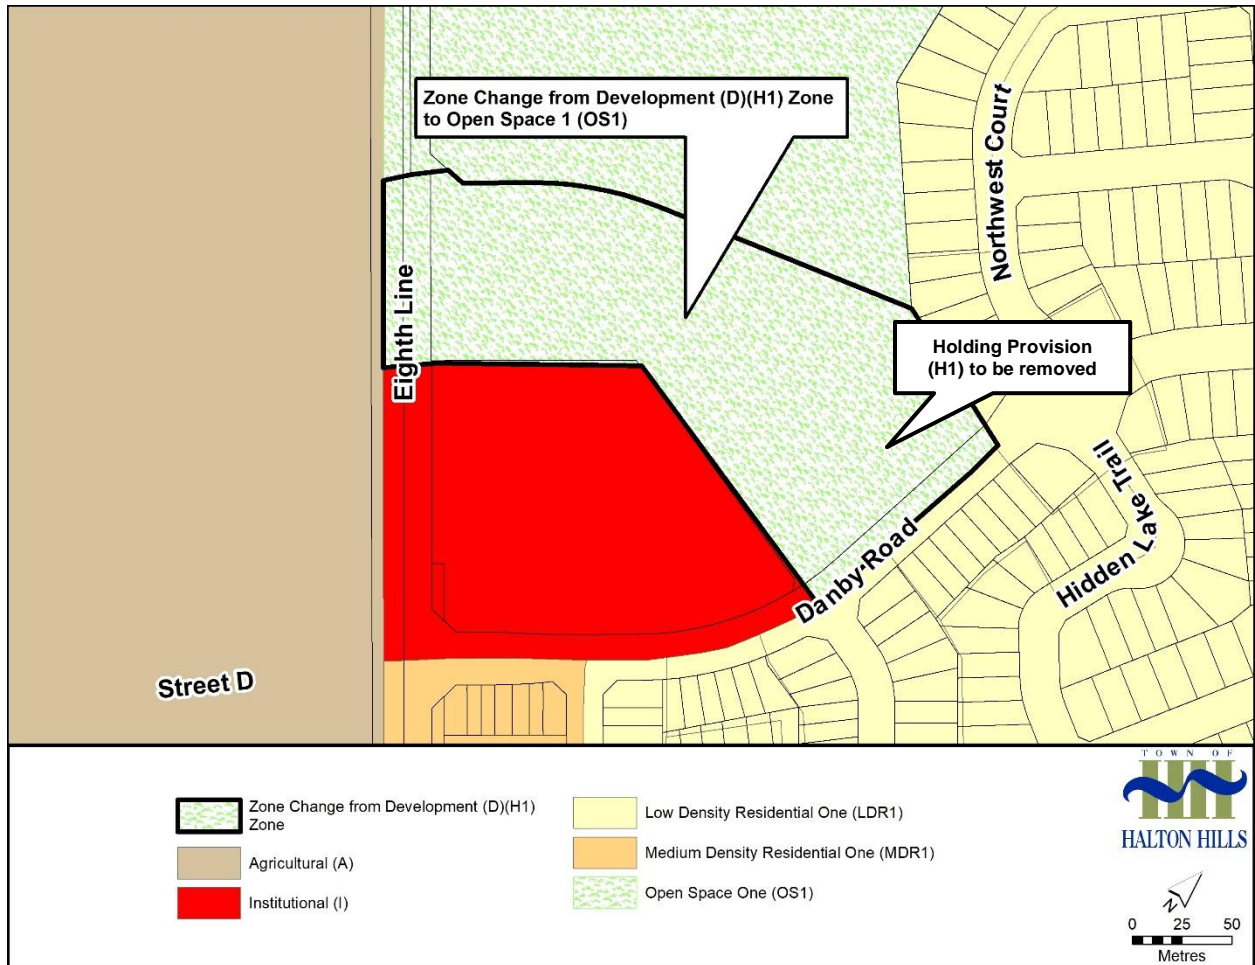 Zone Change from Development (D)(H1) Zone
to Open Space 1 (OS1)
Northwest Court
Eighth Line
Holding Provision
(H1) to be removed
Hidden Lake Trail
Danby Road
Street D
Zone Change from Development (D)(H1)
Zone
Agricultural (A)
Institutional (I)
Low Density Residential One (LDR1)
Medium Density Residential One (MDR1)
Open Space One (OS1)
TOWN OF
HALTON HILLS
N
0 25 50
Metres